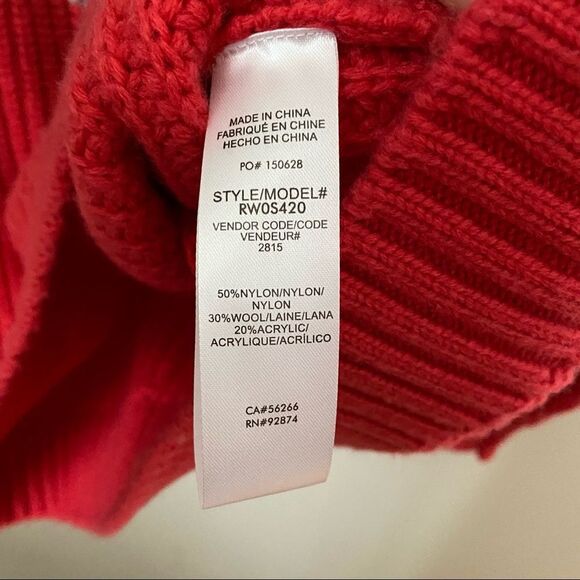 MADE IN CHINA
FABRIQUÉ EN CHINE
HECHO EN CHINA
PO# 150628
STYLE/MODEL#
RW0S420
VENDOR CODE/CODE
VENDEUR#
2815
50%NYLON/NYLON/
NYLON
30%WOOL/LAINE/LANA
20%ACRYLIC/
ACRYLIQUE/ACRÍLICO
CA#56266
RN#92874